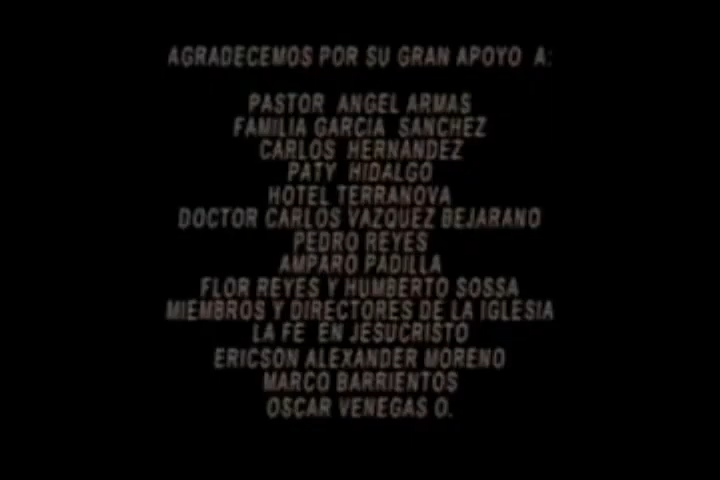 AGRADECEMOS POR SU GRAN APOYO A:
PASTOR ANGEL ARMAS
FAMILIA GARCIA SANCHEZ
CARLOS HERNANDEZ
PATY HIDALGO
HOTEL TERRANOVA
DOCTOR CARLOS VAZQUEZ BEJARANO
PEDRO REYES
AMPARO PADILLA
FLOR REYES Y HUMBERTO SOSSA
MIEMBROS Y DIRECTORES DE LA IGLESIA
LA FE EN JESUCRISTO
ERICSON ALEXANDER MORENO
MARCO BARRIENTOS
OSCAR VENEGAS O.